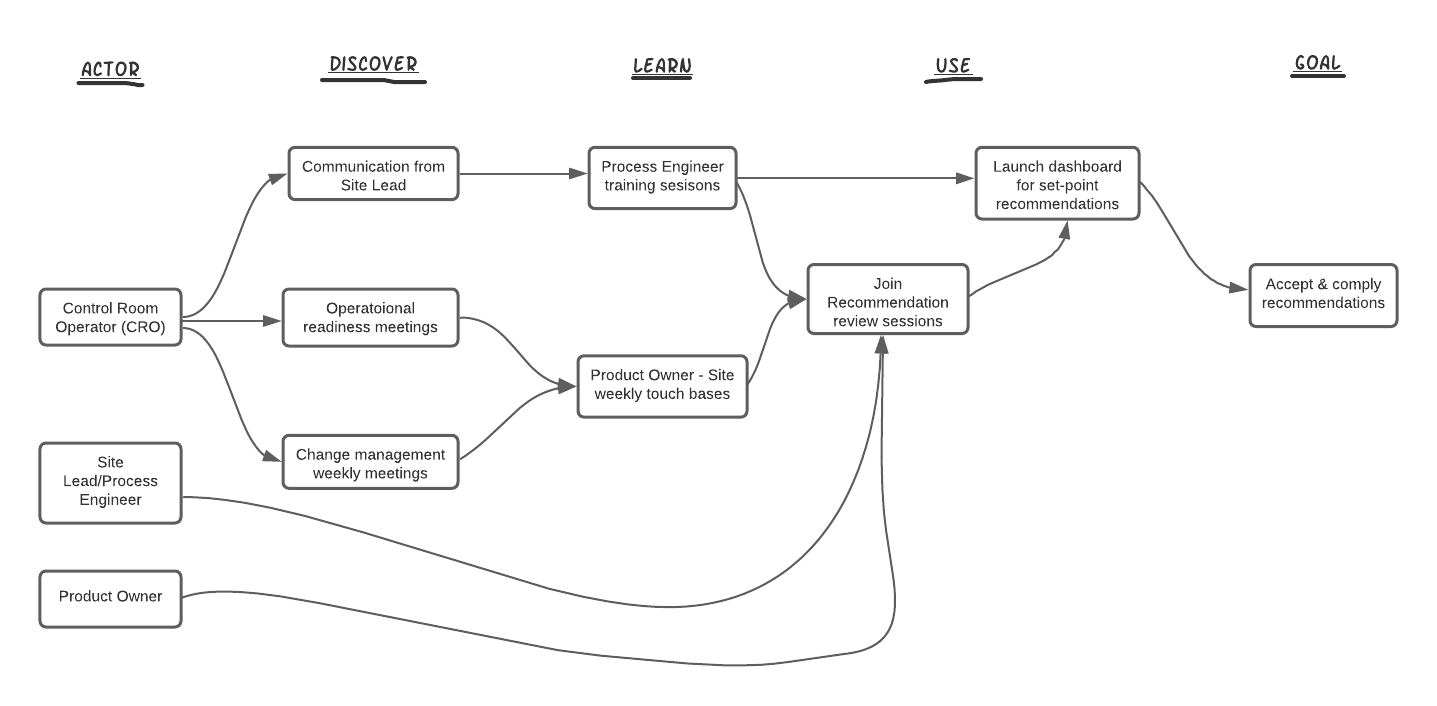 ACTOR
DISCOVER
LEARN
USE
GOAL
Communication from
Site Lead
Process Engineer
training sesisons
Launch dashboard
for set-point
recommendations
Control Room
Operator (CRO)
Operatoional
readiness meetings
Join
Recommendation
review sessions
Accept & comply
recommendations
Product Owner - Site
weekly touch bases
Change management
weekly meetings
Site
Lead/Process
Engineer
Product Owner